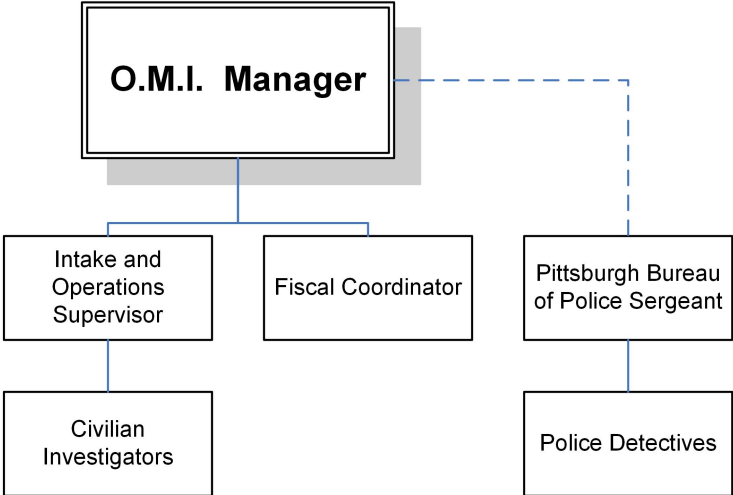 O.M.I.  Manager
Intake and
Operations
Supervisor
Fiscal Coordinator
Pittsburgh Bureau
of Police Sergeant
Civilian
Investigators
Police Detectives